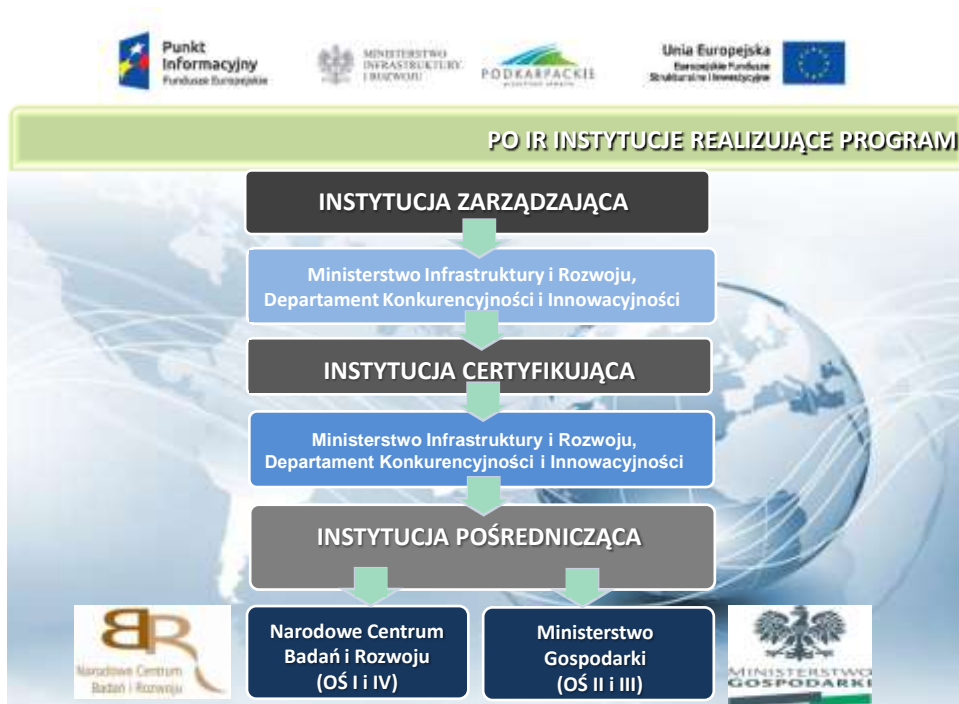 Punkt
Informacyjny
Fundusze Europejskie
MINISTERSTWO
INFRASTRUKTURY
I ROZWOJU
PODKARPACKIE
Unia Europejska
Europejskie Fundusze
Strukturalne i Inwestycyjne
PO IR INSTYTUCJE REALIZUJĄCE PROGRAM
INSTYTUCJA ZARZĄDZAJĄCA
Ministerstwo Infrastruktury i Rozwoju,
Departament Konkurencyjności i Innowacyjności
INSTYTUCJA CERTYFIKUJĄCA
Ministerstwo Infrastruktury i Rozwoju,
Departament Konkurencyjności i Innowacyjności
INSTYTUCJA POŚREDNICZĄCA
Narodowe Centrum
Badań i Rozwoju
(OŚ I i IV)
Ministerstwo
Gospodarki
(OŚ II i III)
Narodowe Centrum
Badań i Rozwoju
MINISTERSTWO
GOSPODARKI